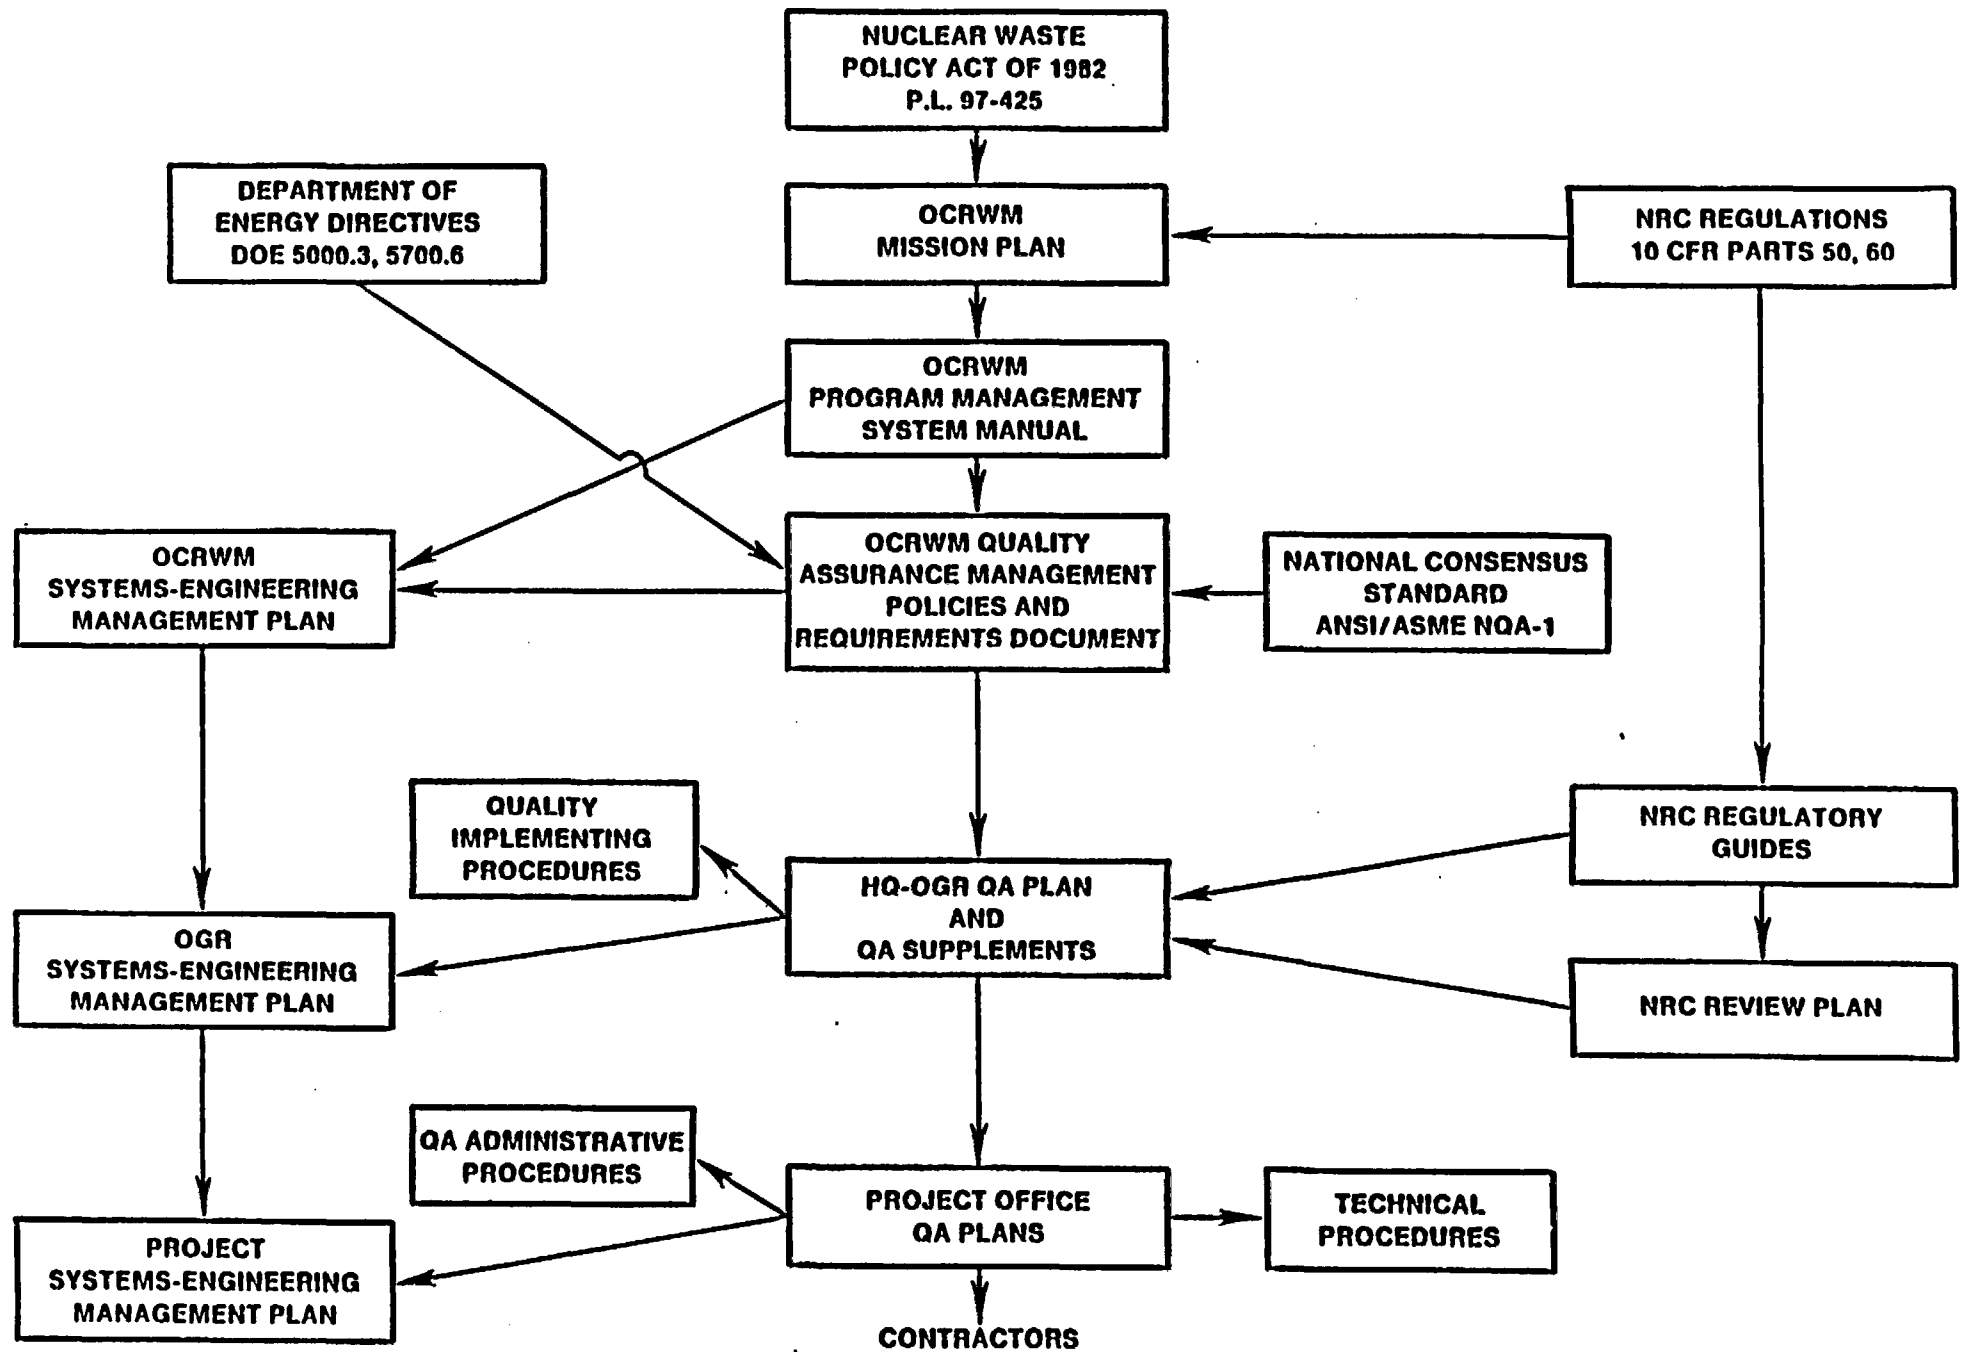 NUCLEAR WASTE
POLICY ACT OF 1982
P.L. 97-425
DEPARTMENT OF
ENERGY DIRECTIVES
DOE 5000.3, 5700.6
OCRWM
MISSION PLAN
NRC REGULATIONS
10 CFR PARTS 50, 60
OCRWM
PROGRAM MANAGEMENT
SYSTEM MANUAL
OCRWM
SYSTEMS-ENGINEERING
MANAGEMENT PLAN
OCRWM QUALITY
ASSURANCE MANAGEMENT
POLICIES AND
REQUIREMENTS DOCUMENT
NATIONAL CONSENSUS
STANDARD
ANSI/ASME NQA-1
QUALITY
IMPLEMENTING
PROCEDURES
NRC REGULATORY
GUIDES
HQ-OGR QA PLAN
AND
QA SUPPLEMENTS
OGR
SYSTEMS-ENGINEERING
MANAGEMENT PLAN
NRC REVIEW PLAN
QA ADMINISTRATIVE
PROCEDURES
PROJECT OFFICE
QA PLANS
TECHNICAL
PROCEDURES
PROJECT
SYSTEMS-ENGINEERING
MANAGEMENT PLAN
CONTRACTORS